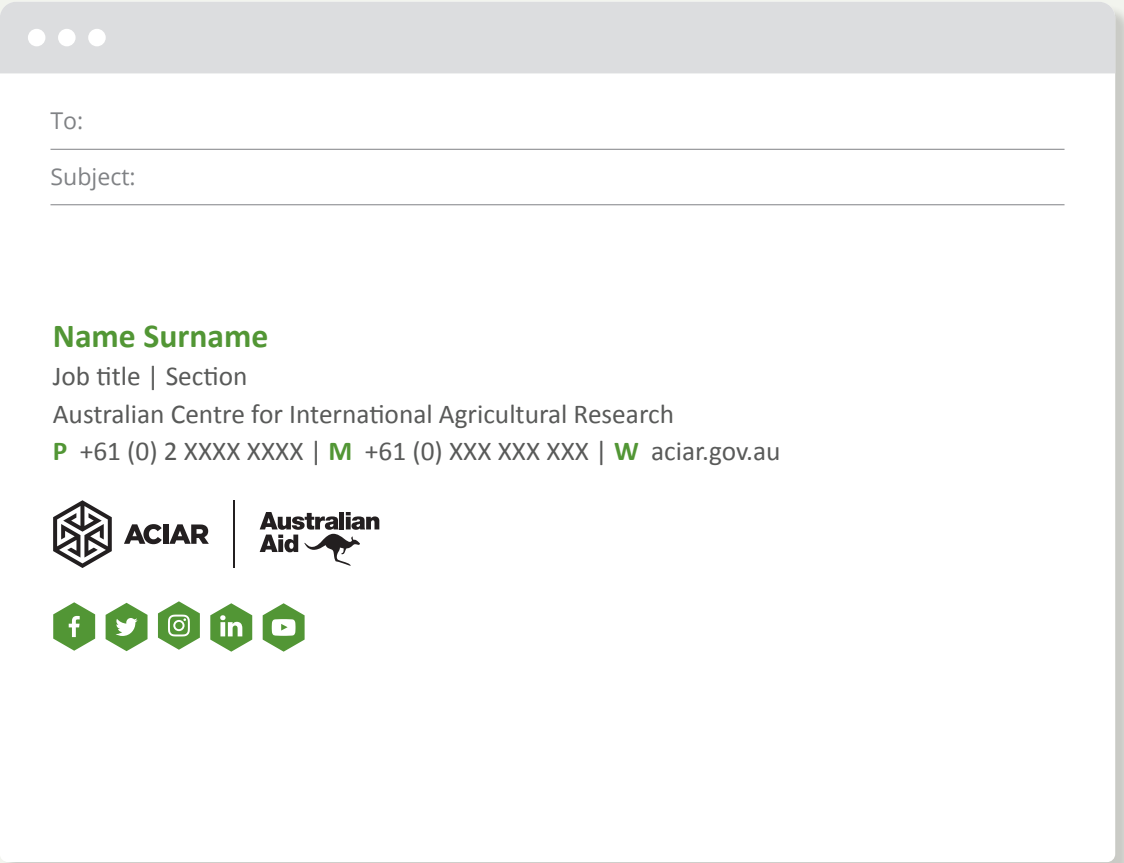 To:
Subject:
Name Surname
Job title | Section
Australian Centre for International Agricultural Research
P +61 (0) 2 XXXX XXXX | M +61 (0) XXX XXX XXX | W aciar.gov.au
ACIAR
Australian
Aid